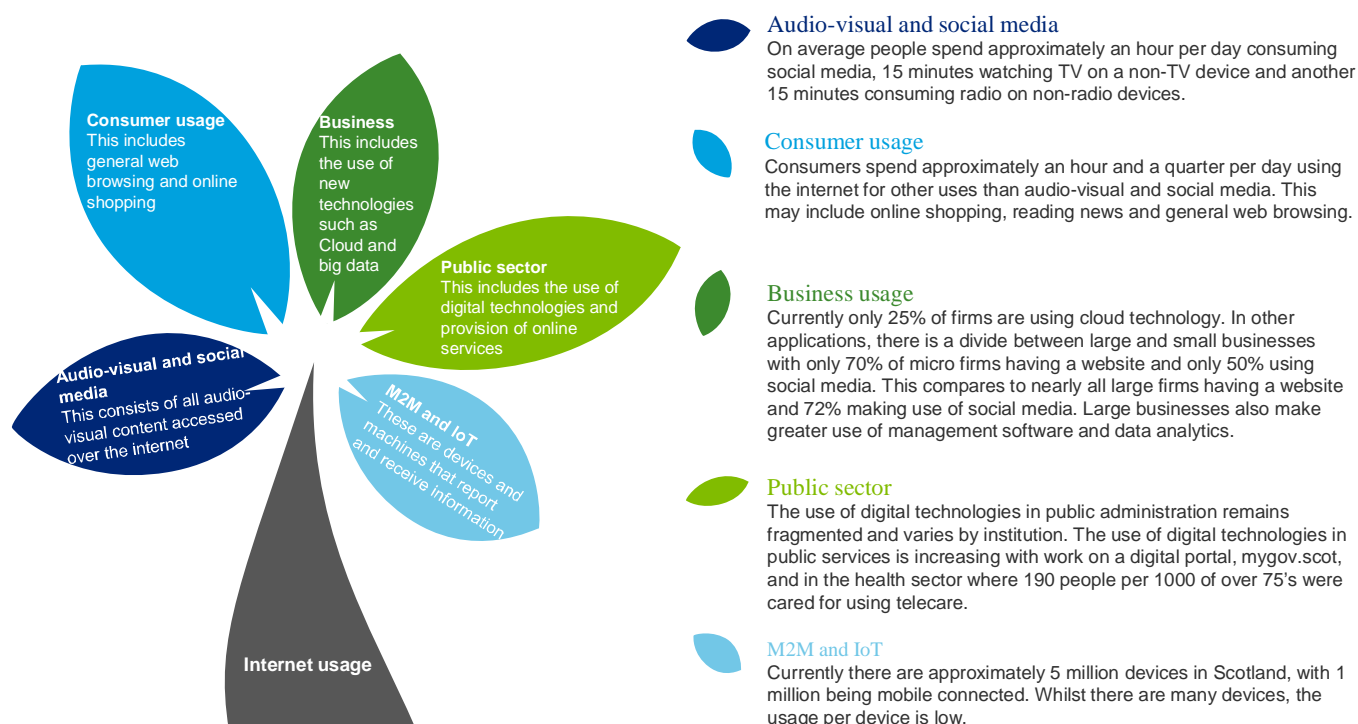 Consumer usage
This includes
general web
browsing and online
shopping
Business
This includes
the use of
new
technologies
such as
Cloud and
big data
Public sector
This includes the use of
digital technologies and
provision of online
services
Audio-visual and social
media
This consists of all audio-
visual content accessed
over the internet
M2M and IoT
These are devices and
machines that report
and receive information
Internet usage
Audio-visual and social media
On average people spend approximately an hour per day consuming
social media, 15 minutes watching TV on a non-TV device and another
15 minutes consuming radio on non-radio devices.
Consumer usage
Consumers spend approximately an hour and a quarter per day using
the internet for other uses than audio-visual and social media. This
may include online shopping, reading news and general web browsing.
Business usage
Currently only 25% of firms are using cloud technology. In other
applications, there is a divide between large and small businesses
with only 70% of micro firms having a website and only 50% using
social media. This compares to nearly all large firms having a website
and 72% making use of social media. Large businesses also make
greater use of management software and data analytics.
Public sector
The use of digital technologies in public administration remains
fragmented and varies by institution. The use of digital technologies in
public services is increasing with work on a digital portal, mygov.scot,
and in the health sector where 190 people per 1000 of over 75's were
cared for using telecare.
M2M and IoT
Currently there are approximately 5 million devices in Scotland, with 1
million being mobile connected. Whilst there are many devices, the
usage per device is low.